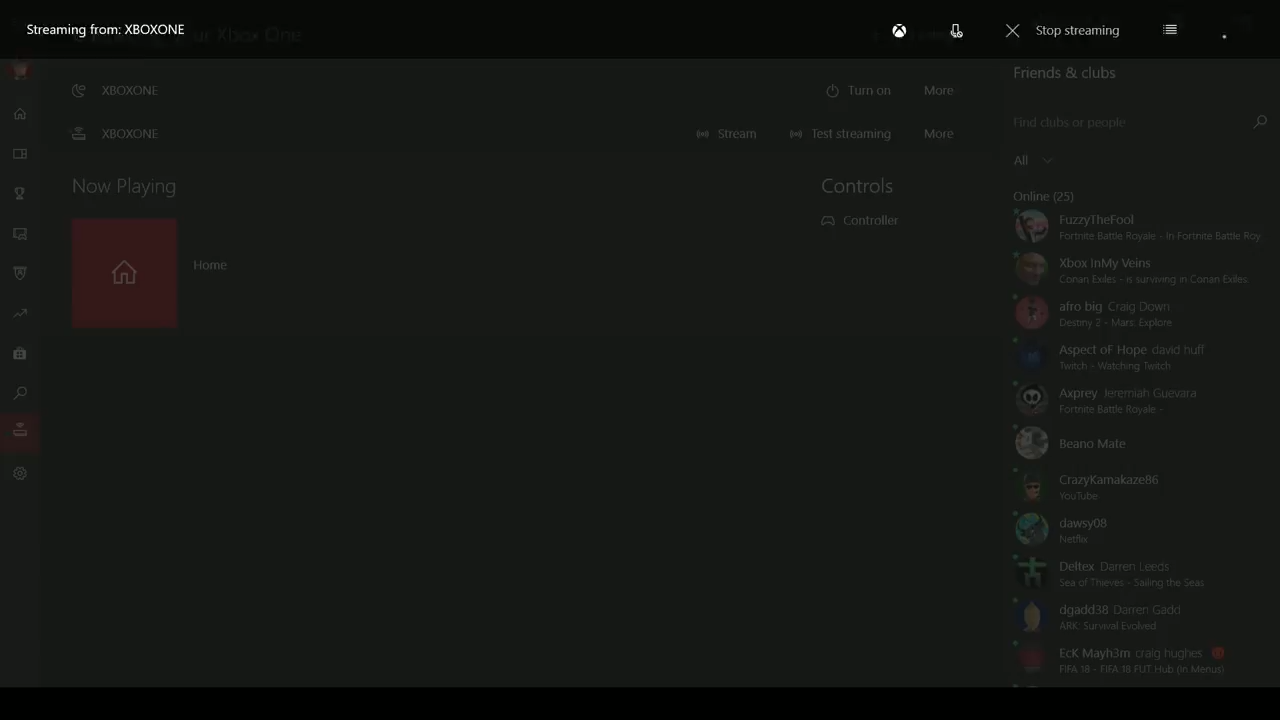 Streaming from: XBOXONE
ur Xbox One
Stop streaming
XBOXONE
Turn on
More
XBOXONE
Stream
Test streaming
More
Now Playing
Home
Controls
Controller
Friends & clubs
Find clubs or people
All
Online (25)
FuzzyTheFool
Fortnite Battle Royale - In Fortnite Battle Roy
Xbox InMy Veins
Conan Exiles - is surviving in Conan Exiles
afro big Craig Down
Destiny 2 - Mars: Explore
Aspect oF Hope david huff
Twitch - Watching Twitch
Axprey Jeremiah Guevara
Fortnite Battle Royale -
Beano Mate
CrazyKamakaze86
YouTube
dawsy08
Netflix
Deltex Darren Leeds
Sea of Thieves - Sailing the Seas
dgadd38 Darren Gadd
ARK: Survival Evolved
EcK Mayh3m craig hughes
FIFA 18 - FIFA 18 FUT Hub (in Menus)